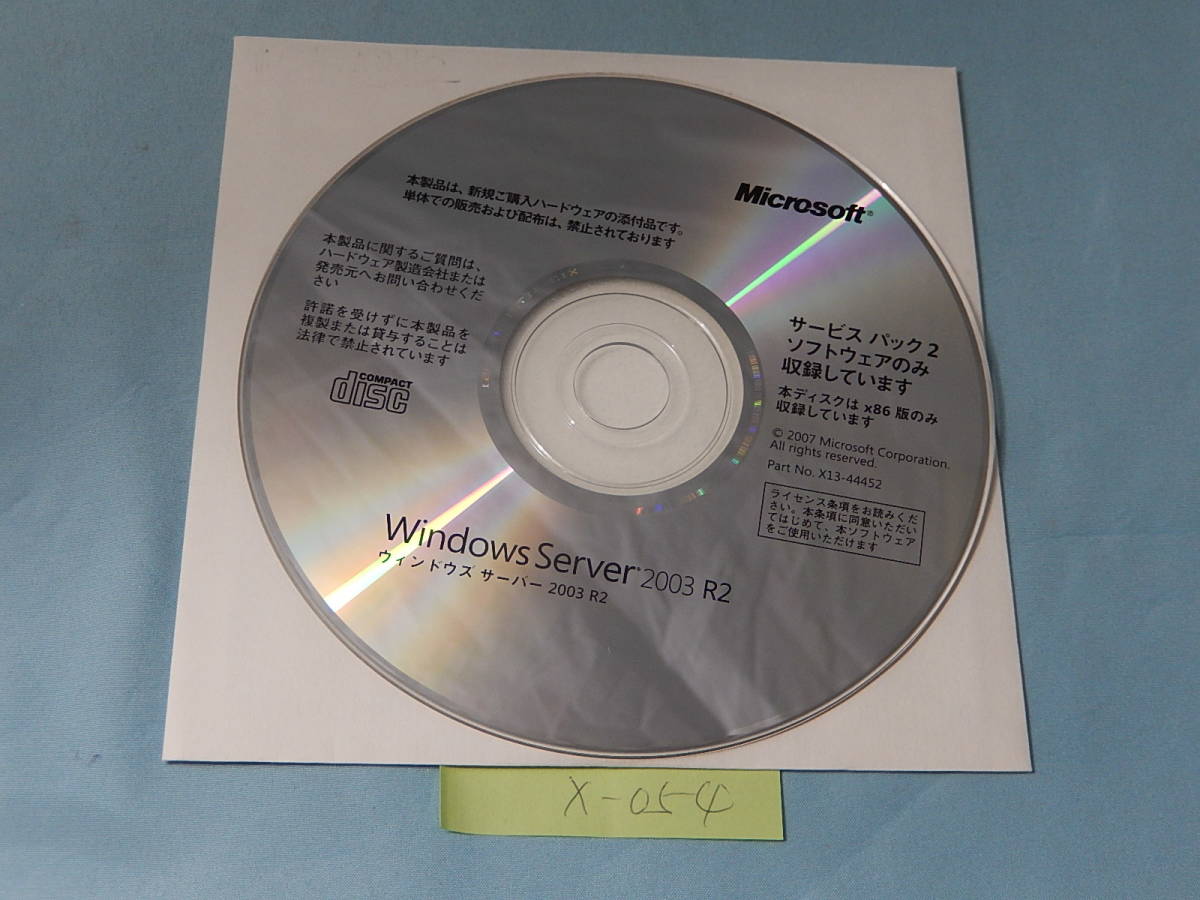 本製品は、新規ご購入ハードウェアの添付品です。
単体での販売および配布は、禁止されております
Microsoft®
本製品に関するご質問は、
ハードウェア製造会社または
発売元へお問い合わせくだ
さい
許諾を受けずに本製品を
複製または貸与することは
法律で禁止されています
COMPACT
disc
サービス パック 2
ソフトウェアのみ
収録しています
本ディスクは x86 版のみ
収録しています
© 2007 Microsoft Corporation.
All rights reserved.
Part No. X13-44452
ライセンス条項をお読みくだ
さい。本条項に同意いただい
てはじめて、本ソフトウェア
をご使用いただけます
Windows Server® 2003 R2
ウィンドウズ サーバー 2003 R2
X-054